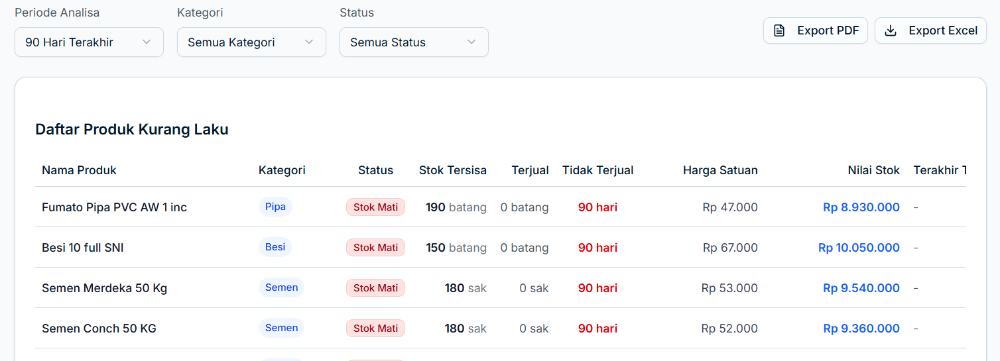 Periode Analisa Kategori Status
90 Hari Terakhir Semua Kategori Semua Status Export PDF Export Excel
Daftar Produk Kurang Laku
Nama Produk Kategori Status Stok Tersisa Terjual Tidak Terjual Harga Satuan Nilai Stok Terakhir
Fumato Pipa PVC AW 1 inc Pipa Stok Mati 190 batang 0 batang 90 hari Rp 47.000 Rp 8.930.000 -
Besi 10 full SNI Besi Stok Mati 150 batang 0 batang 90 hari Rp 67.000 Rp 10.050.000 -
Semen Merdeka 50 Kg Semen Stok Mati 180 sak 0 sak 90 hari Rp 53.000 Rp 9.540.000 -
Semen Conch 50 KG Semen Stok Mati 180 sak 0 sak 90 hari Rp 52.000 Rp 9.360.000 -